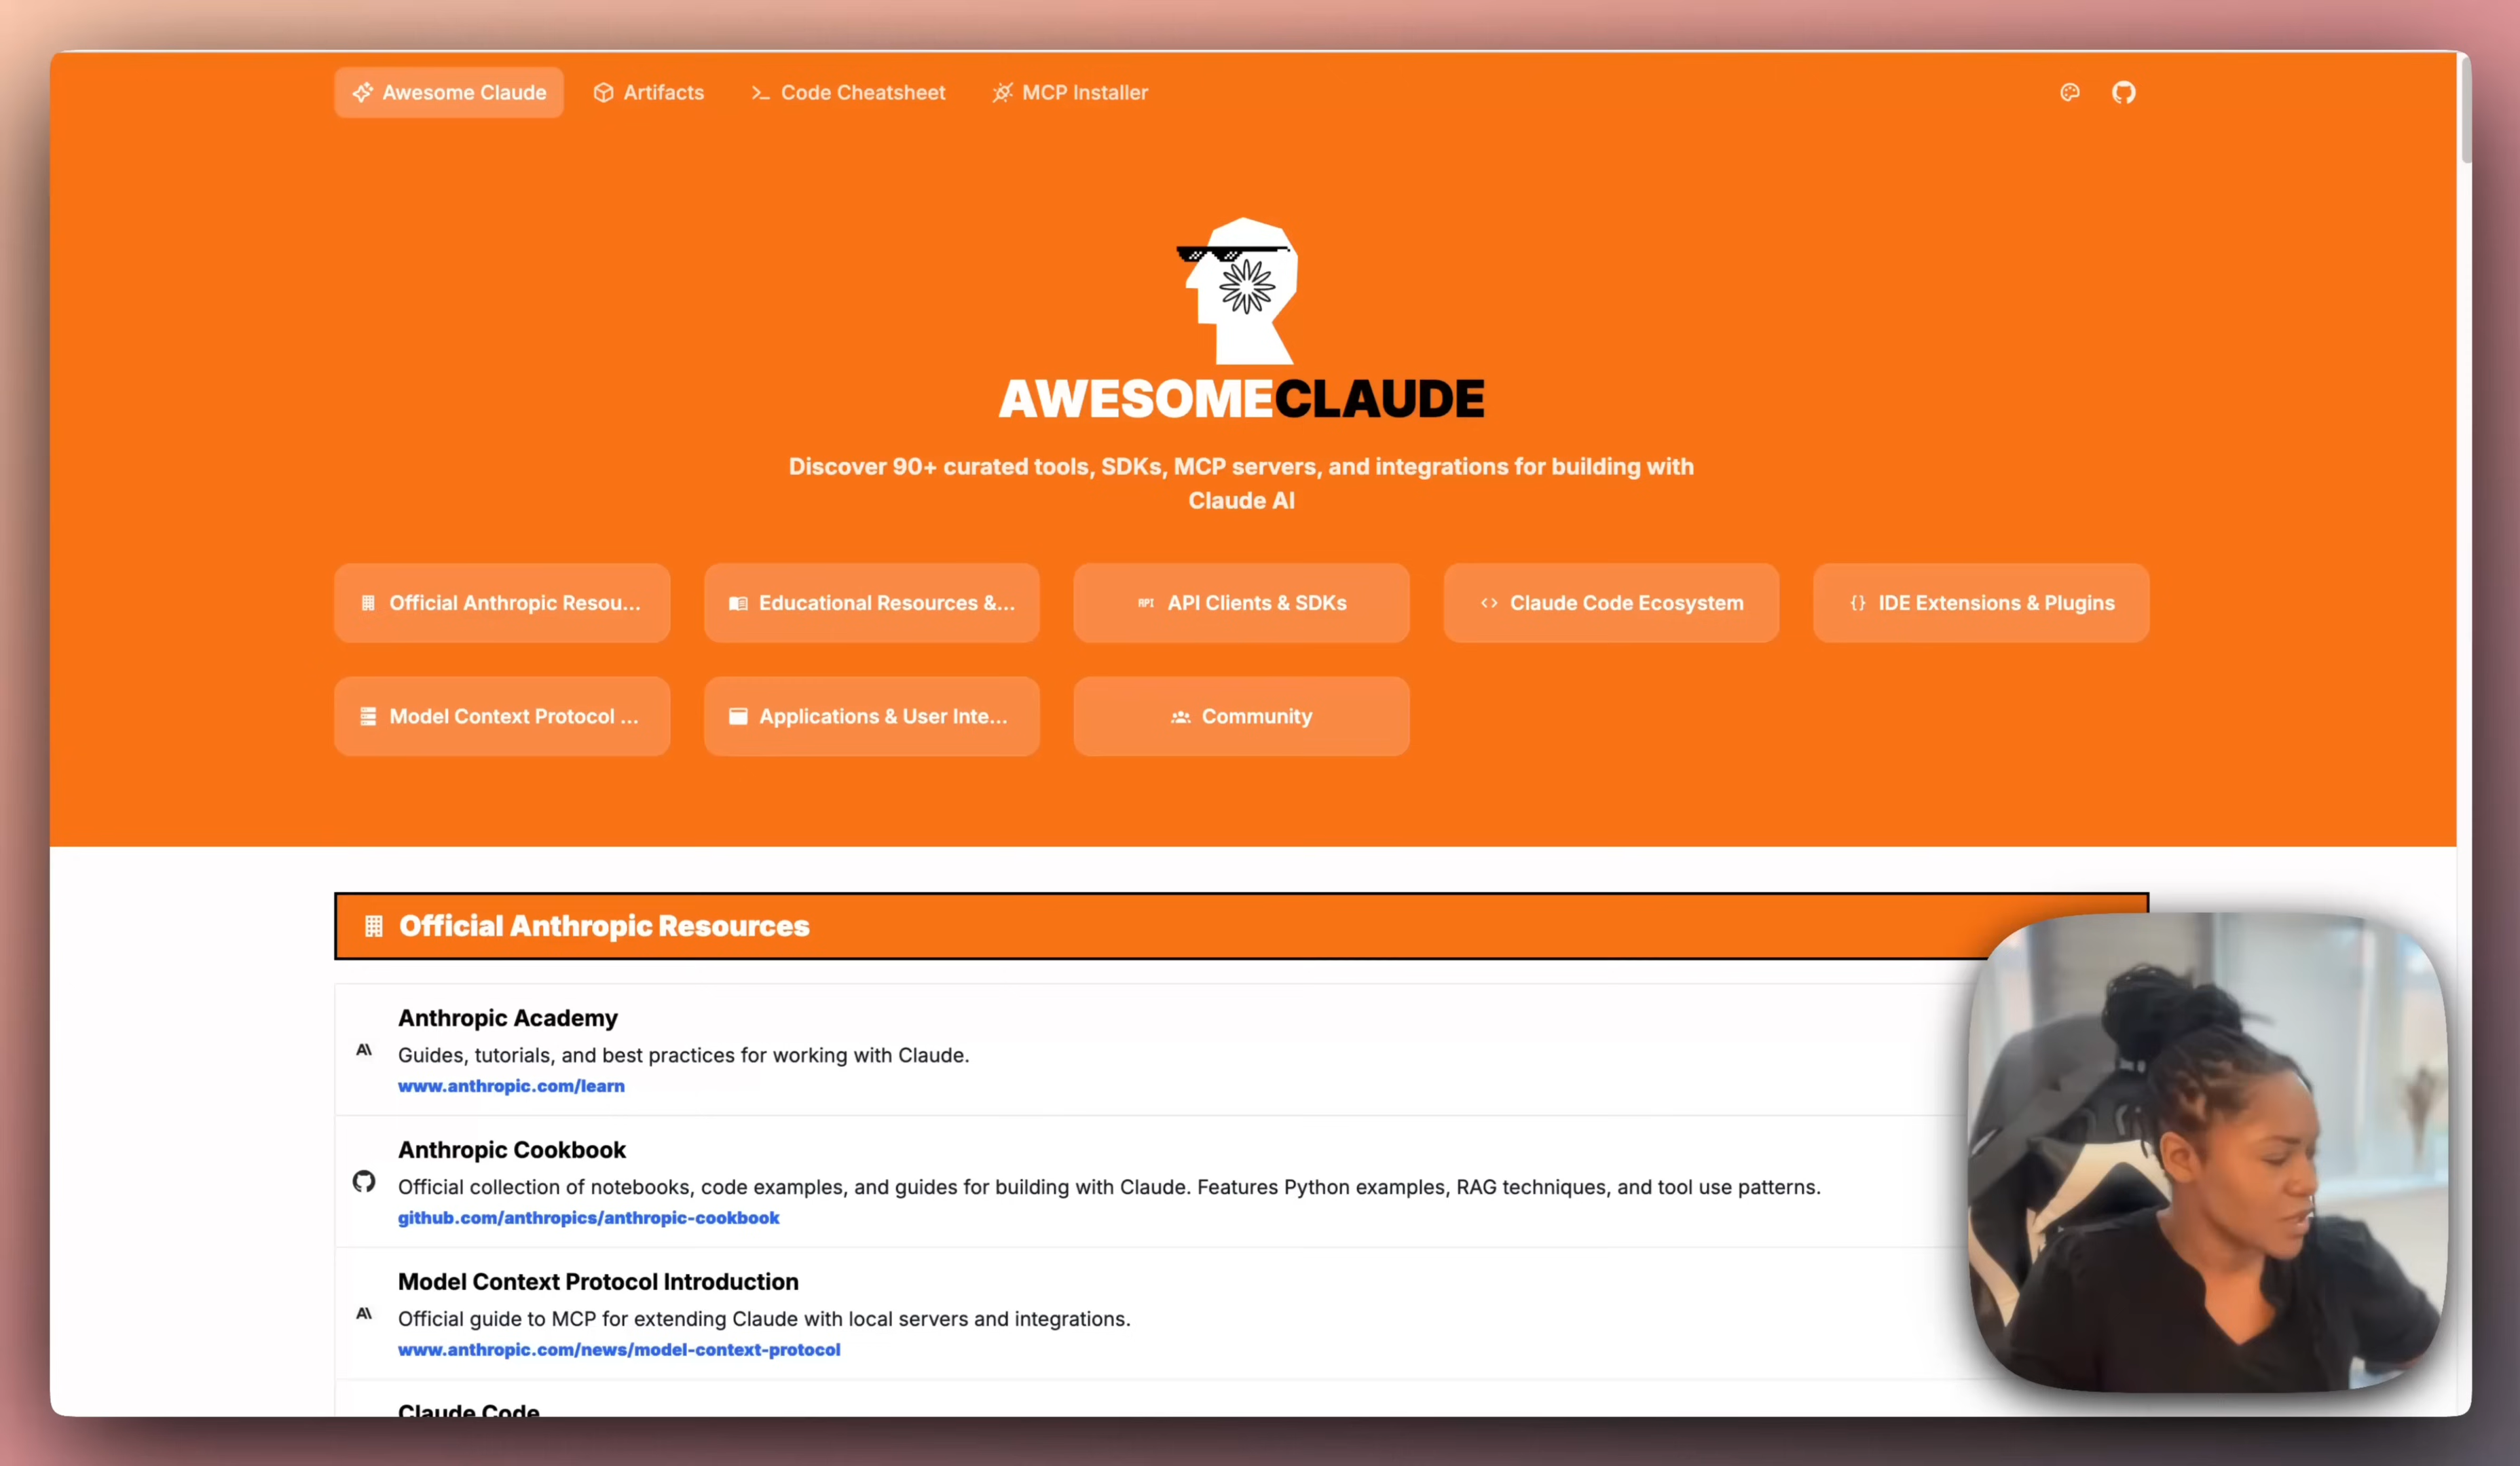 Awesome Claude
Artifacts
Code Cheatsheet
MCP Installer
AWESOMECLAUDE
Discover 90+ curated tools, SDKs, MCP servers, and integrations for building with
Claude AI
Official Anthropic Resou...
Educational Resources &...
API API Clients & SDKs
Claude Code Ecosystem
{} IDE Extensions & Plugins
Model Context Protocol ...
Applications & User Inte...
Community
Official Anthropic Resources
Anthropic Academy
Guides, tutorials, and best practices for working with Claude.
www.anthropic.com/learn
Anthropic Cookbook
Official collection of notebooks, code examples, and guides for building with Claude. Features Python examples, RAG techniques, and tool use patterns.
github.com/anthropics/anthropic-cookbook
Model Context Protocol Introduction
Official guide to MCP for extending Claude with local servers and integrations.
www.anthropic.com/news/model-context-protocol
Claude Code